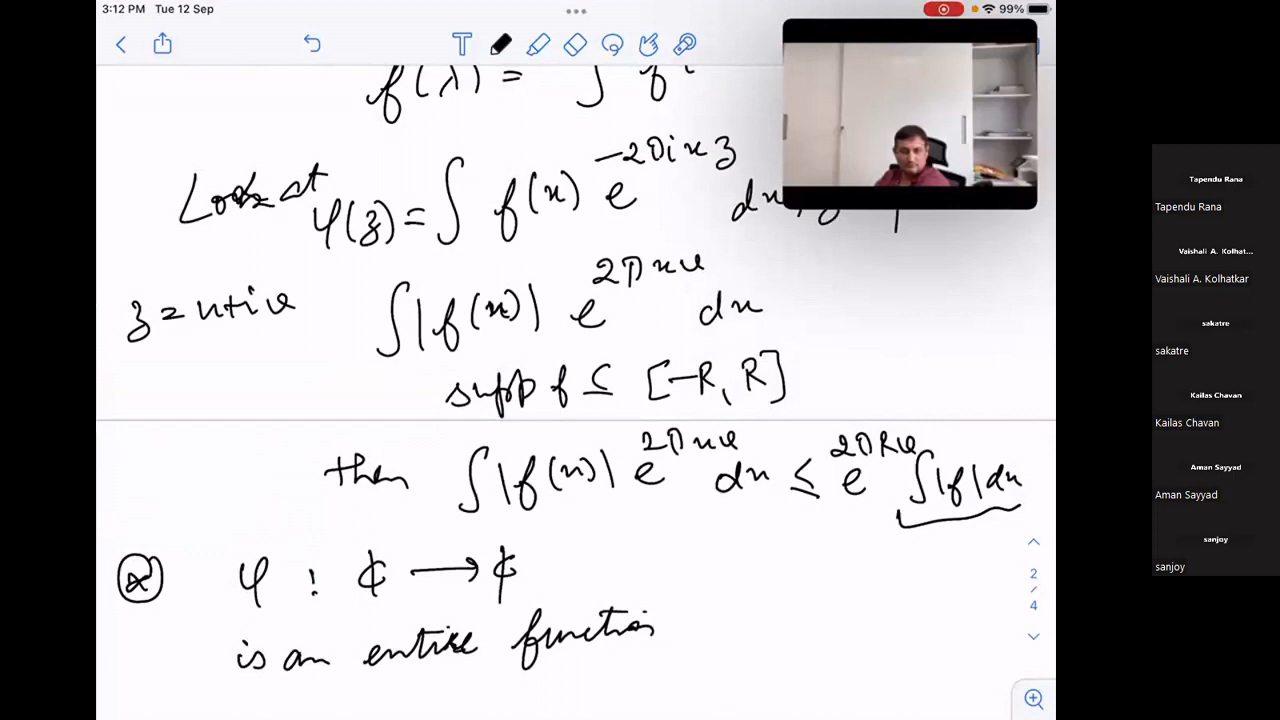 3:12 PM Tue 12 Sep
99%
f(λ) = ∫ f
Look at φ(z) = ∫ f(x) e^{-2πixz} dx, z
z = u+iv ∫|f(x)| e^{2πxv} dx
supp f ⊆ [-R, R]
then ∫|f(x)| e^{2πxv} dx ≤ e^{2πRv} ∫|f|dx
Q φ : ℂ → ℂ
is an entire function
2
/
4
Tapendu Rana
Tapendu Rana
Vaishali A. Kolhat...
Vaishali A. Kolhatkar
sakatre
sakatre
Kailas Chavan
Kailas Chavan
Aman Sayyad
Aman Sayyad
sanjoy
sanjoy